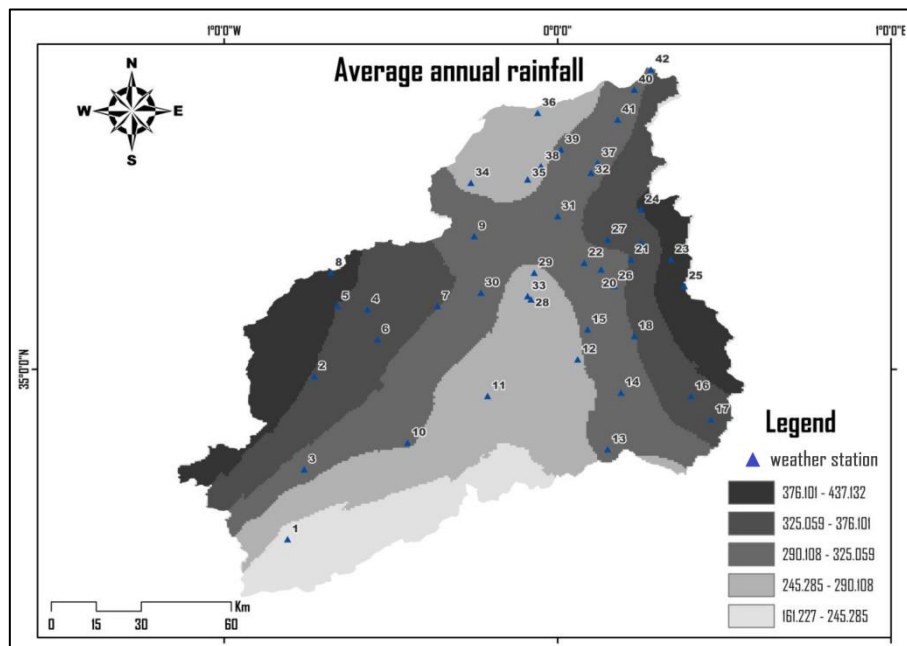 1°0'0"W
0°0'0"
1°0'0"E
Average annual rainfall
N
W
E
S
42
40
36
41
39
37
38
32
34
35
24
31
27
9
21
23
22
8
29
26
25
30
33
20
5
4
7
28
15
18
6
12
35°0'0"N
2
14
11
16
17
10
13
3
1
Legend
weather station
376.101 - 437.132
325.059 - 376.101
290.108 - 325.059
245.285 - 290.108
161.227 - 245.285
Km
0 15 30 60